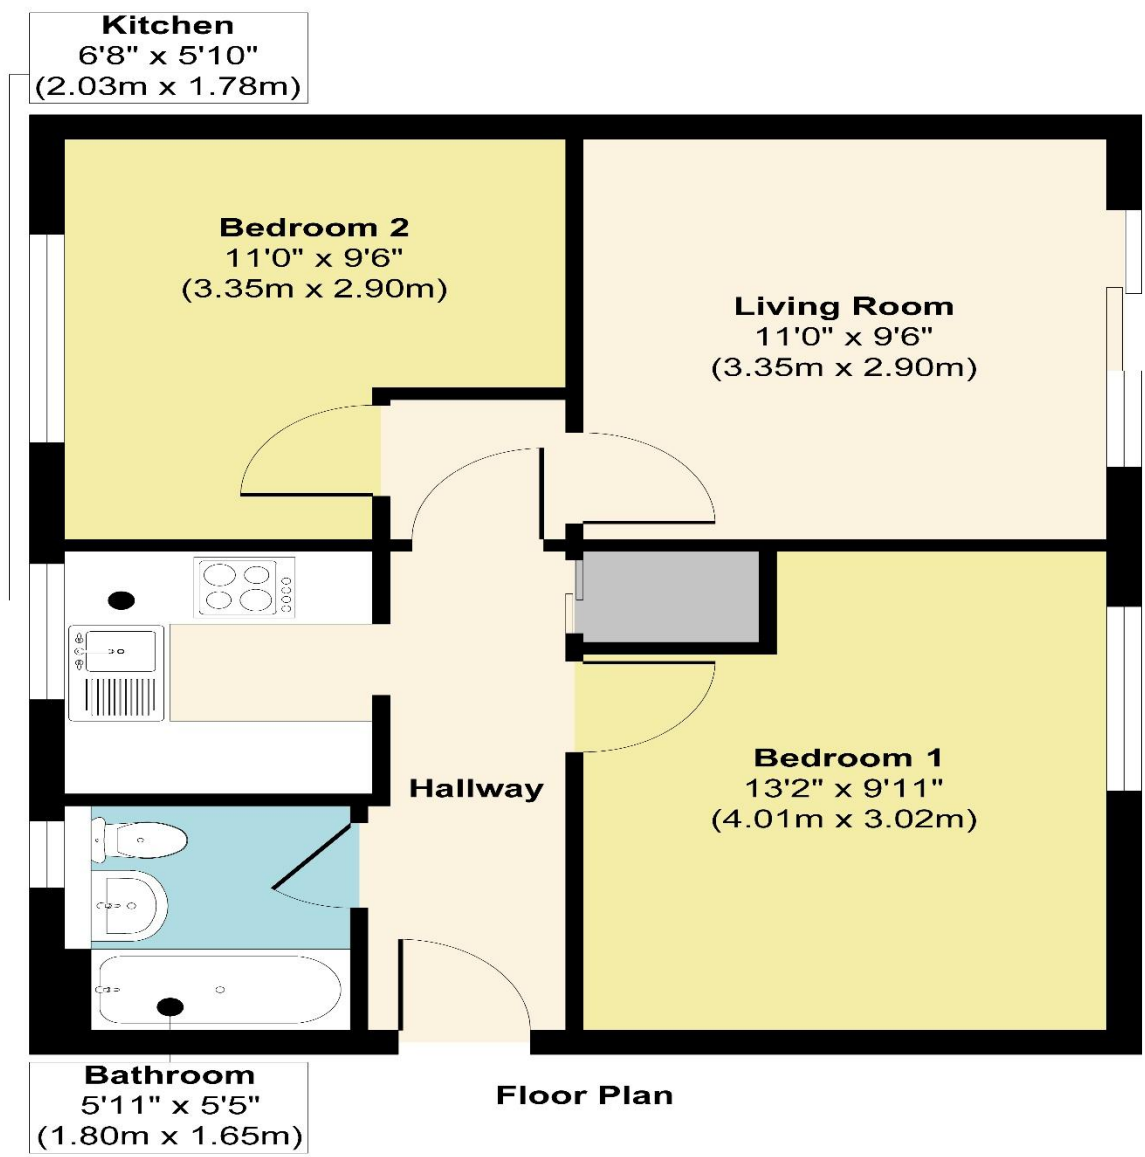 Kitchen
6'8" x 5'10"
(2.03m x 1.78m)
Bedroom 2
11'0" x 9'6"
(3.35m x 2.90m)
Living Room
11'0" x 9'6"
(3.35m x 2.90m)
Bedroom 1
13'2" x 9'11"
(4.01m x 3.02m)
Hallway
Bathroom
5'11" x 5'5"
(1.80m x 1.65m)
Floor Plan